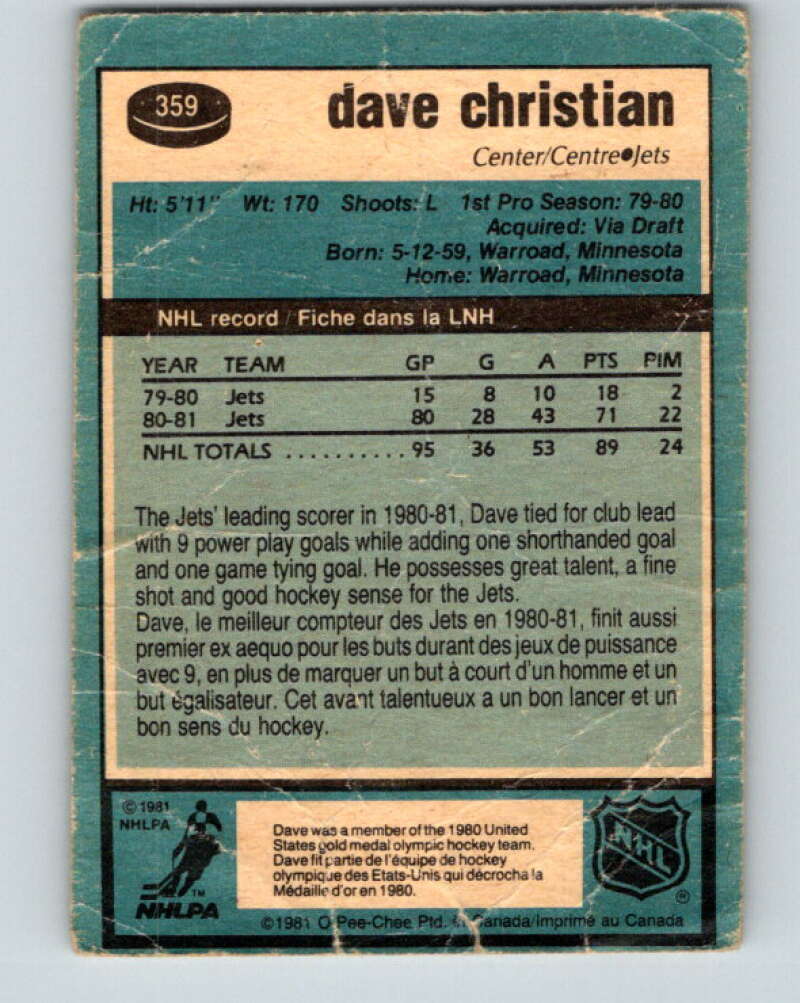 359
dave christian
Center/Centre●Jets
Ht: 5'11" Wt: 170 Shoots: L 1st Pro Season: 79-80
Acquired: Via Draft
Born: 5-12-59, Warroad, Minnesota
Home: Warroad, Minnesota
NHL record / Fiche dans la LNH
YEAR TEAM GP G A PTS PIM
79-80 Jets 15 8 10 18 2
80-81 Jets 80 28 43 71 22
NHL TOTALS .......... 95 36 53 89 24
The Jets' leading scorer in 1980-81, Dave tied for club lead
with 9 power play goals while adding one shorthanded goal
and one game tying goal. He possesses great talent, a fine
shot and good hockey sense for the Jets.
Dave, le meilleur compteur des Jets en 1980-81, finit aussi
premier ex aequo pour les buts durant des jeux de puissance
avec 9, en plus de marquer un but à court d'un homme et un
but égalisateur. Cet avant talentueux a un bon lancer et un
bon sens du hockey.
© 1981
NHLPA
TM
NHLPA
Dave was a member of the 1980 United
States gold medal olympic hockey team.
Dave fit partie de l'équipe de hockey
olympique des Etats-Unis qui décrocha la
Médaille d'or en 1980.
NHL
®
©1981 O Pee-Chee Ptd. in Canada/Imprimé au Canada